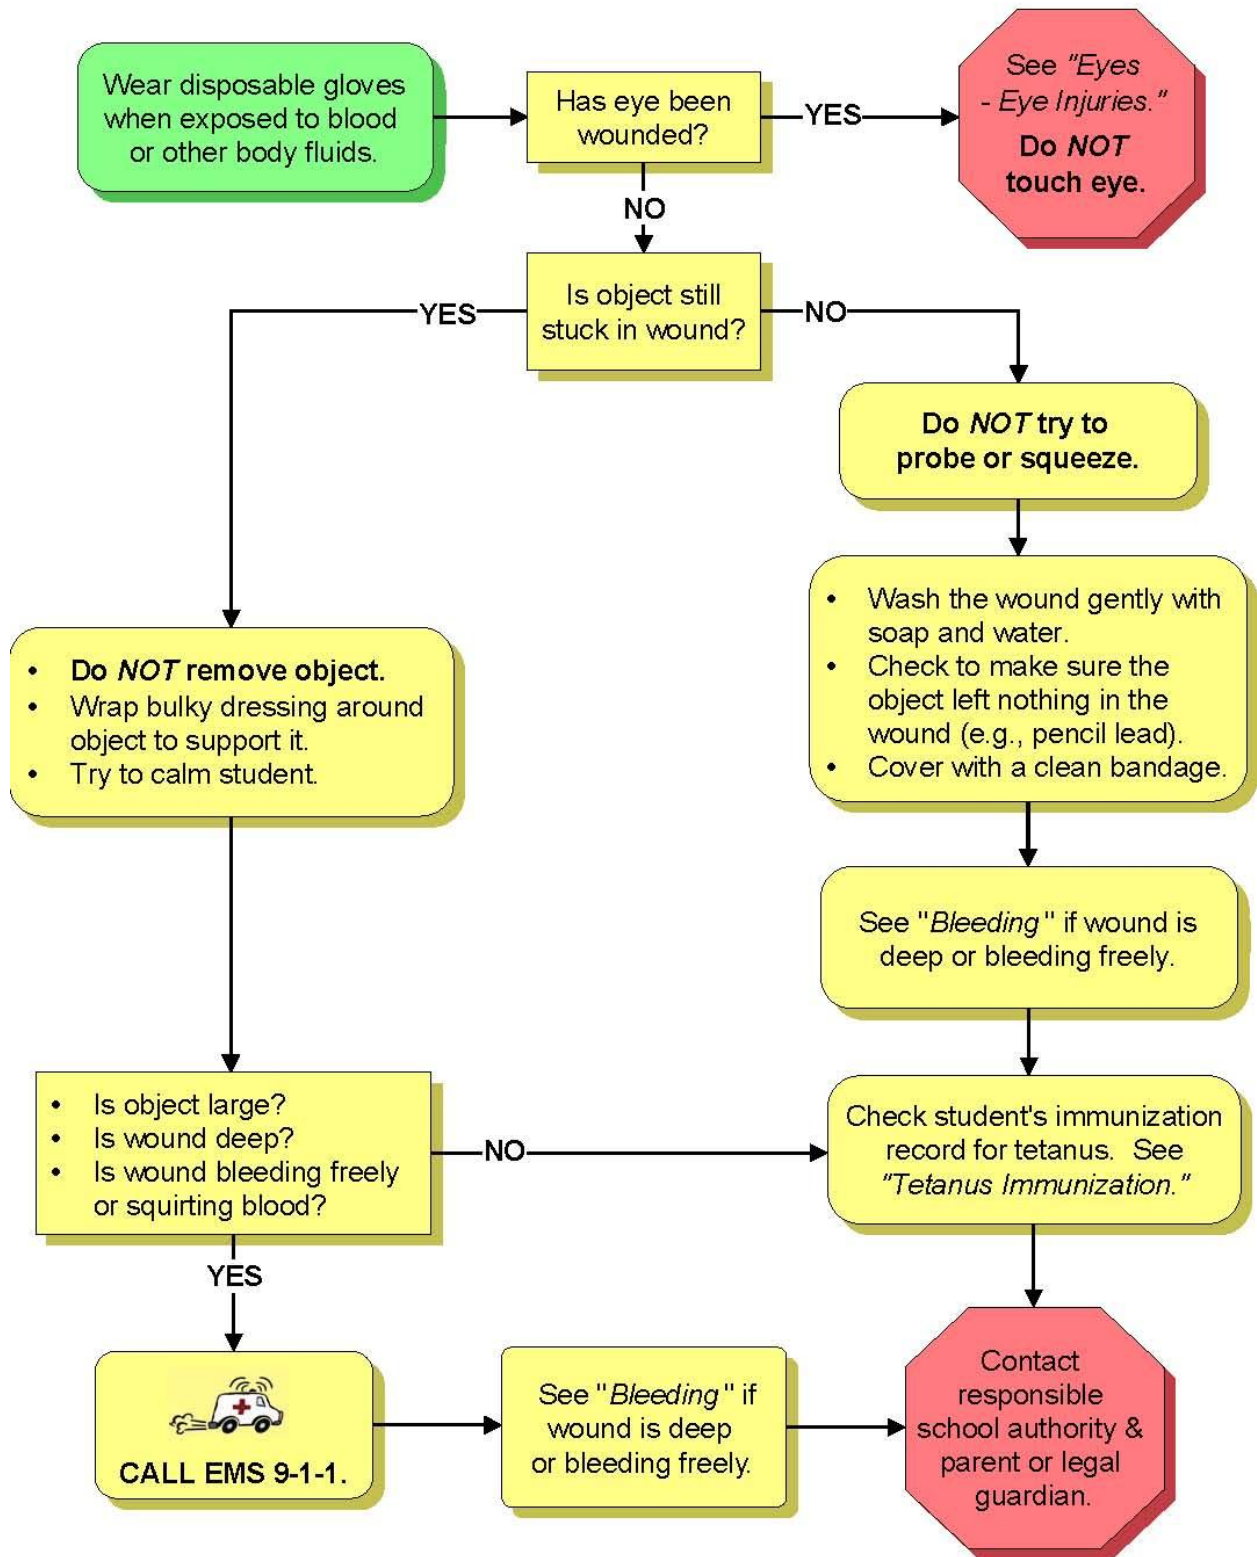 Wear disposable gloves
when exposed to blood
or other body fluids.
Has eye been
wounded?
YES
See "Eyes
- Eye Injuries."
Do NOT
touch eye.
NO
Is object still
stuck in wound?
YES
NO
Do NOT try to
probe or squeeze.
• Wash the wound gently with
soap and water.
• Check to make sure the
object left nothing in the
wound (e.g., pencil lead).
• Cover with a clean bandage.
• Do NOT remove object.
• Wrap bulky dressing around
object to support it.
• Try to calm student.
See "Bleeding" if wound is
deep or bleeding freely.
• Is object large?
• Is wound deep?
• Is wound bleeding freely
or squirting blood?
NO
Check student's immunization
record for tetanus. See
"Tetanus Immunization."
YES
CALL EMS 9-1-1.
See "Bleeding" if
wound is deep
or bleeding freely.
Contact
responsible
school authority &
parent or legal
guardian.